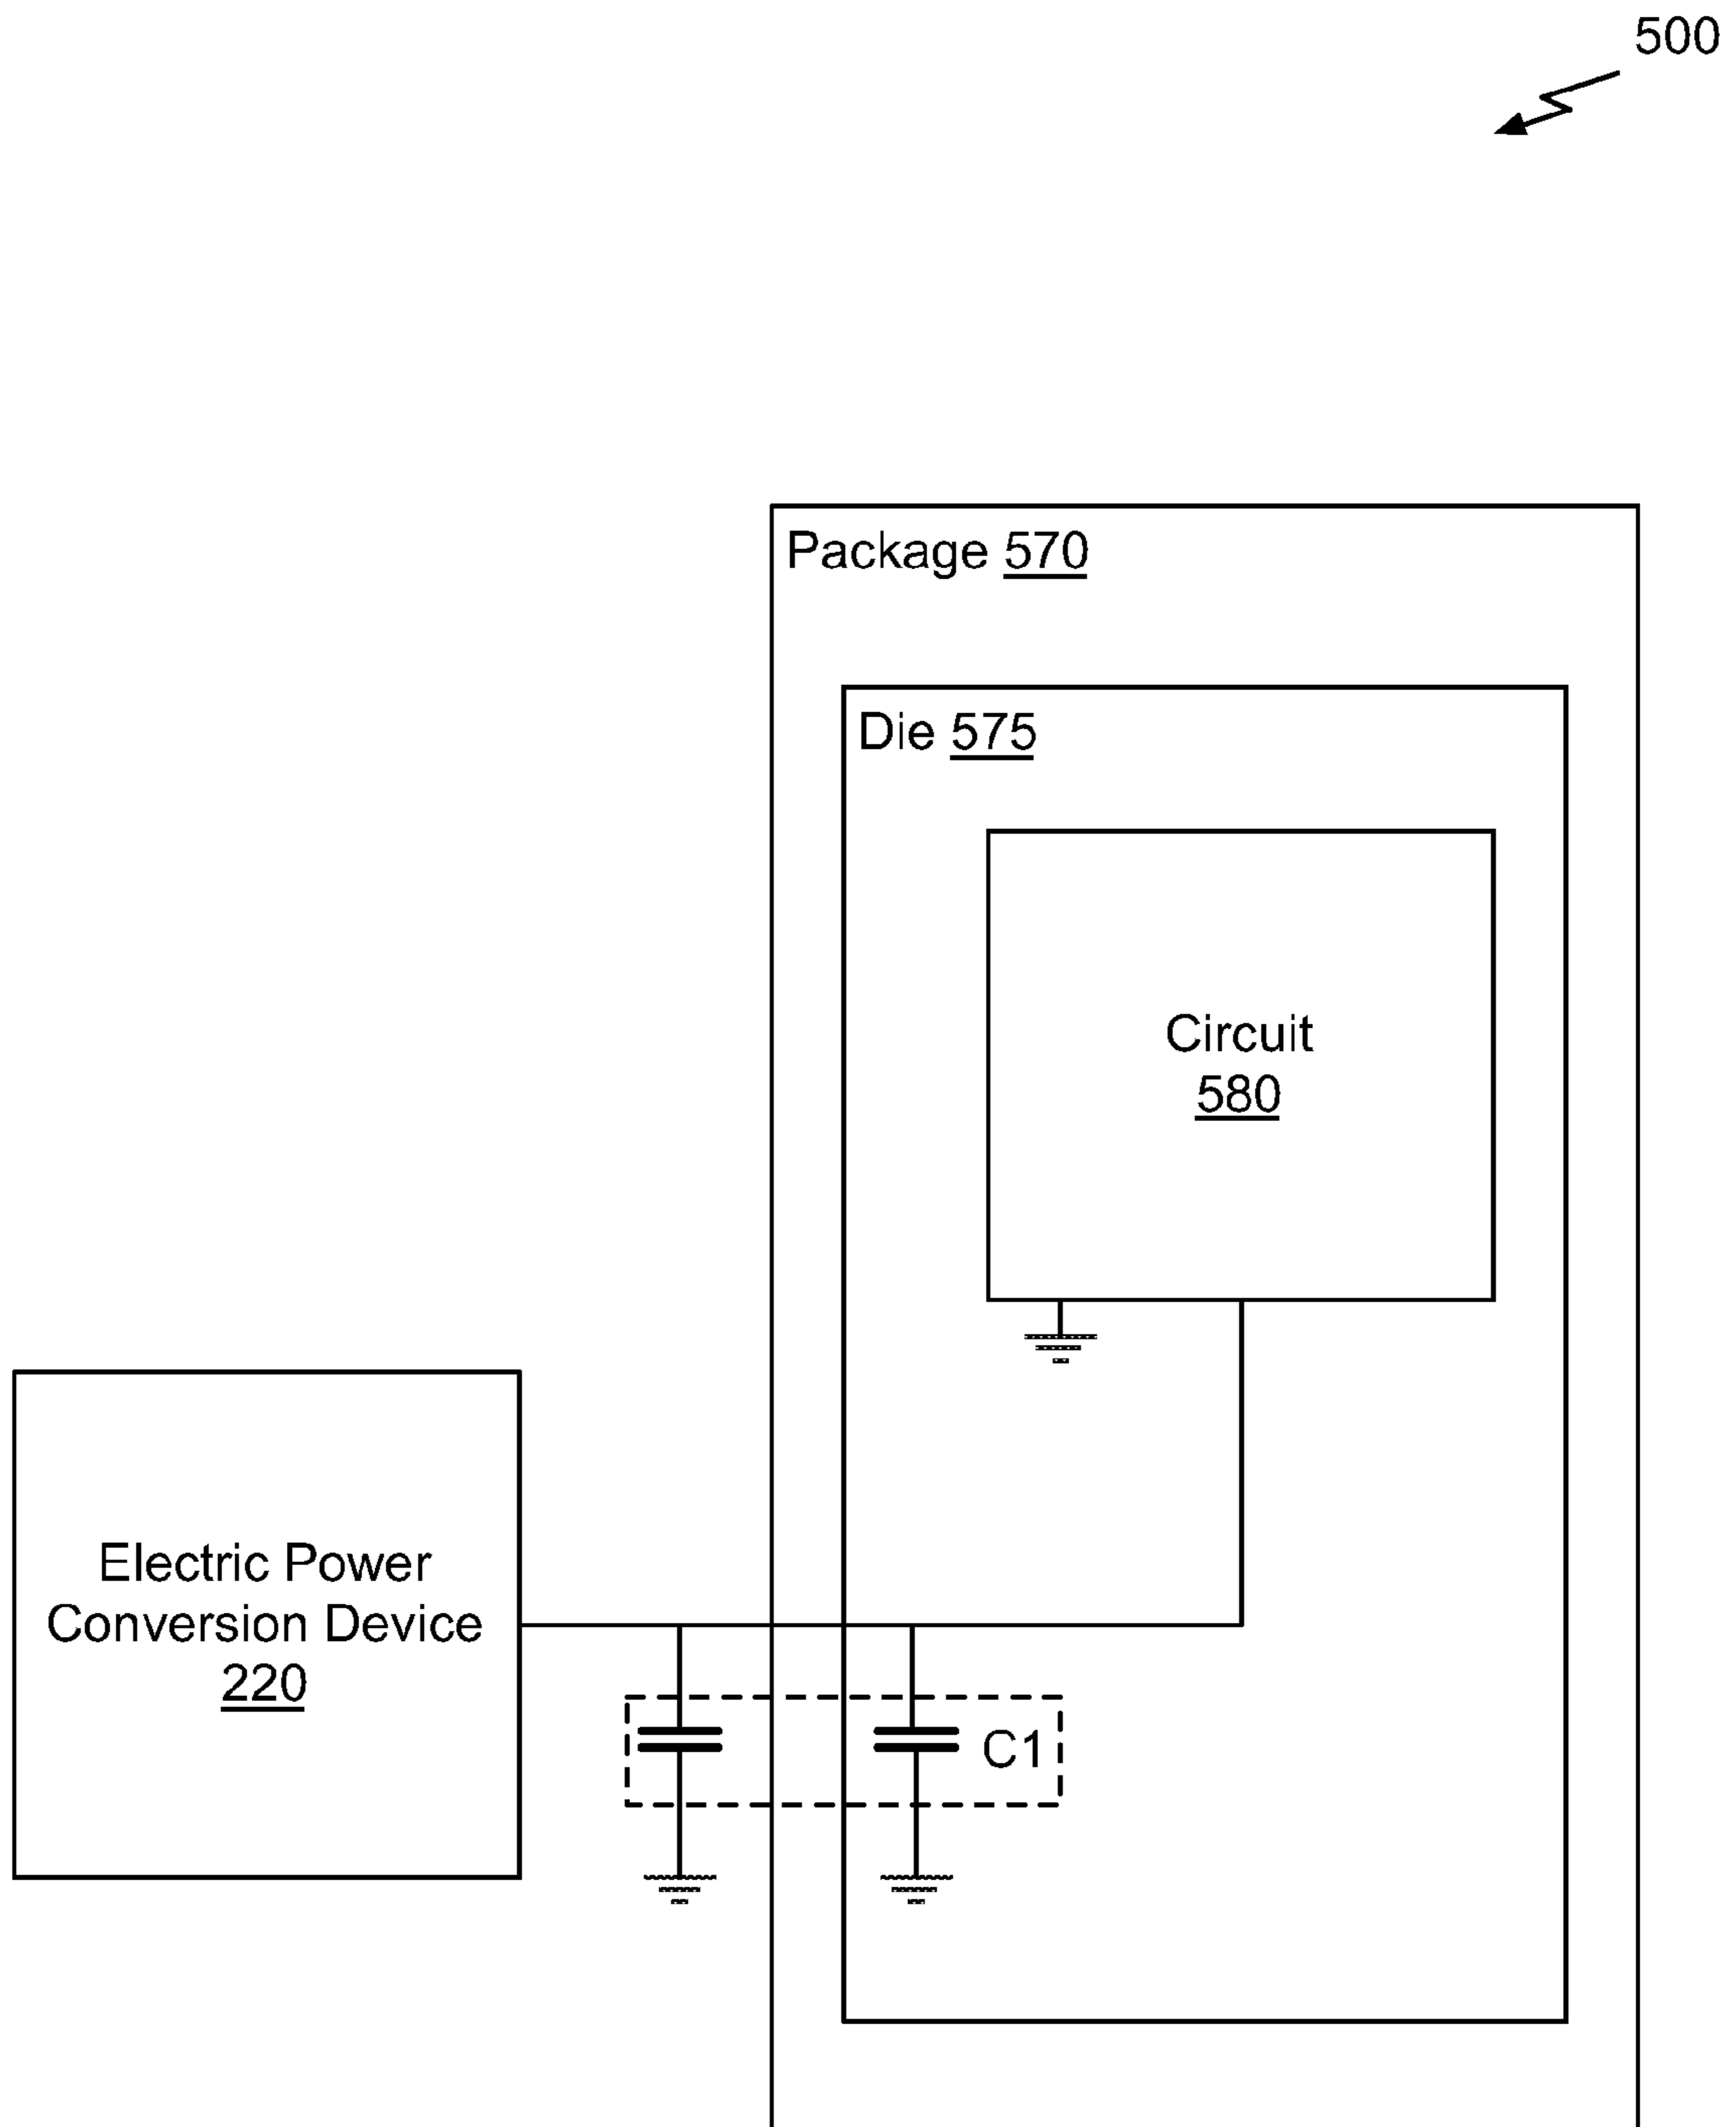 500
Package 570
Die 575
Circuit
580
Electric Power
Conversion Device
220
C1